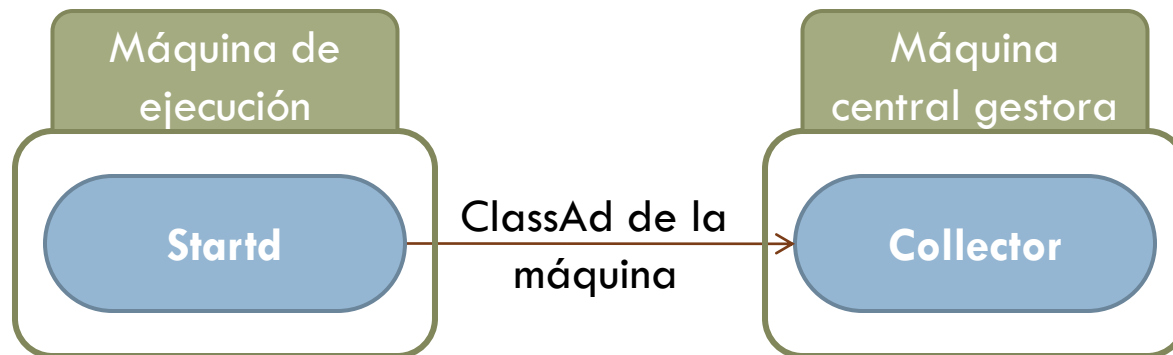 Máquina de
ejecución
Máquina
central gestora
Startd
ClassAd de la
máquina
Collector